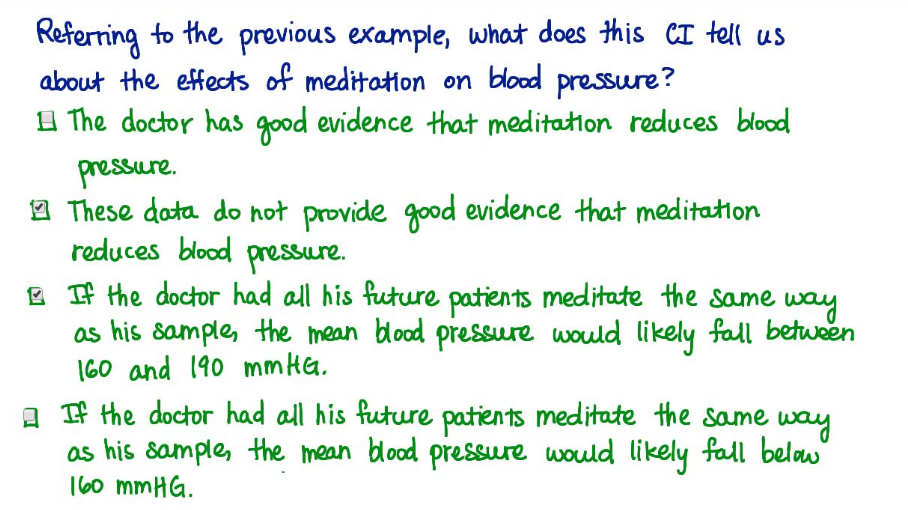 Referring to the previous example, what does this CI tell us
about the effects of meditation on blood pressure?
The doctor has good evidence that meditation reduces blood
pressure.
These data do not provide good evidence that meditation
reduces blood pressure.
If the doctor had all his future patients meditate the same way
as his sample, the mean blood pressure would likely fall between
160 and 190 mmHG.
If the doctor had all his future patients meditate the same way
as his sample, the mean blood pressure would likely fall below
160 mmHG.